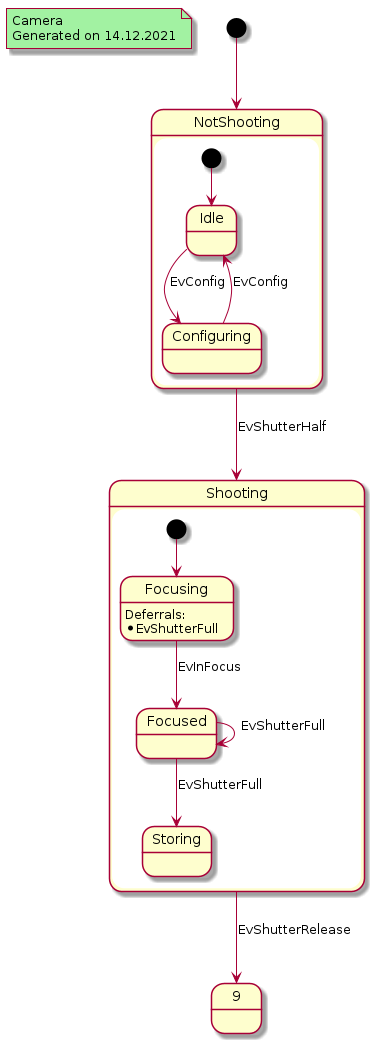 Camera
Generated on 14.12.2021
NotShooting
Idle
EvConfig
EvConfig
Configuring
EvShutterHalf
Shooting
Focusing
Deferrals:
•EvShutterFull
EvInFocus
Focused
EvShutterFull
EvShutterFull
Storing
EvShutterRelease
9